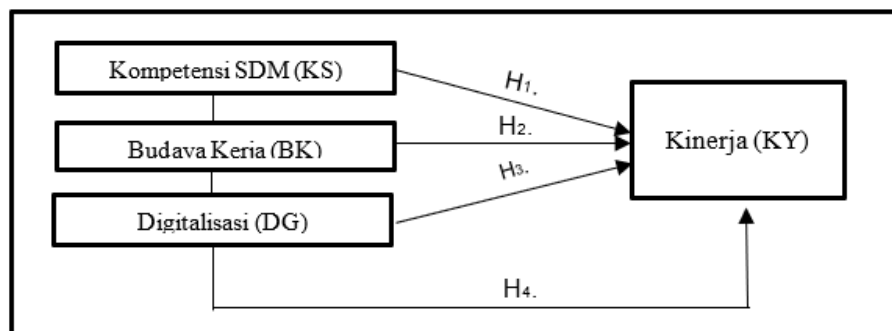 Kompetensi SDM (KS)
H1.
H2.
Budaya Kerja (BK)
Kinerja (KY)
H3.
Digitalisasi (DG)
H4.